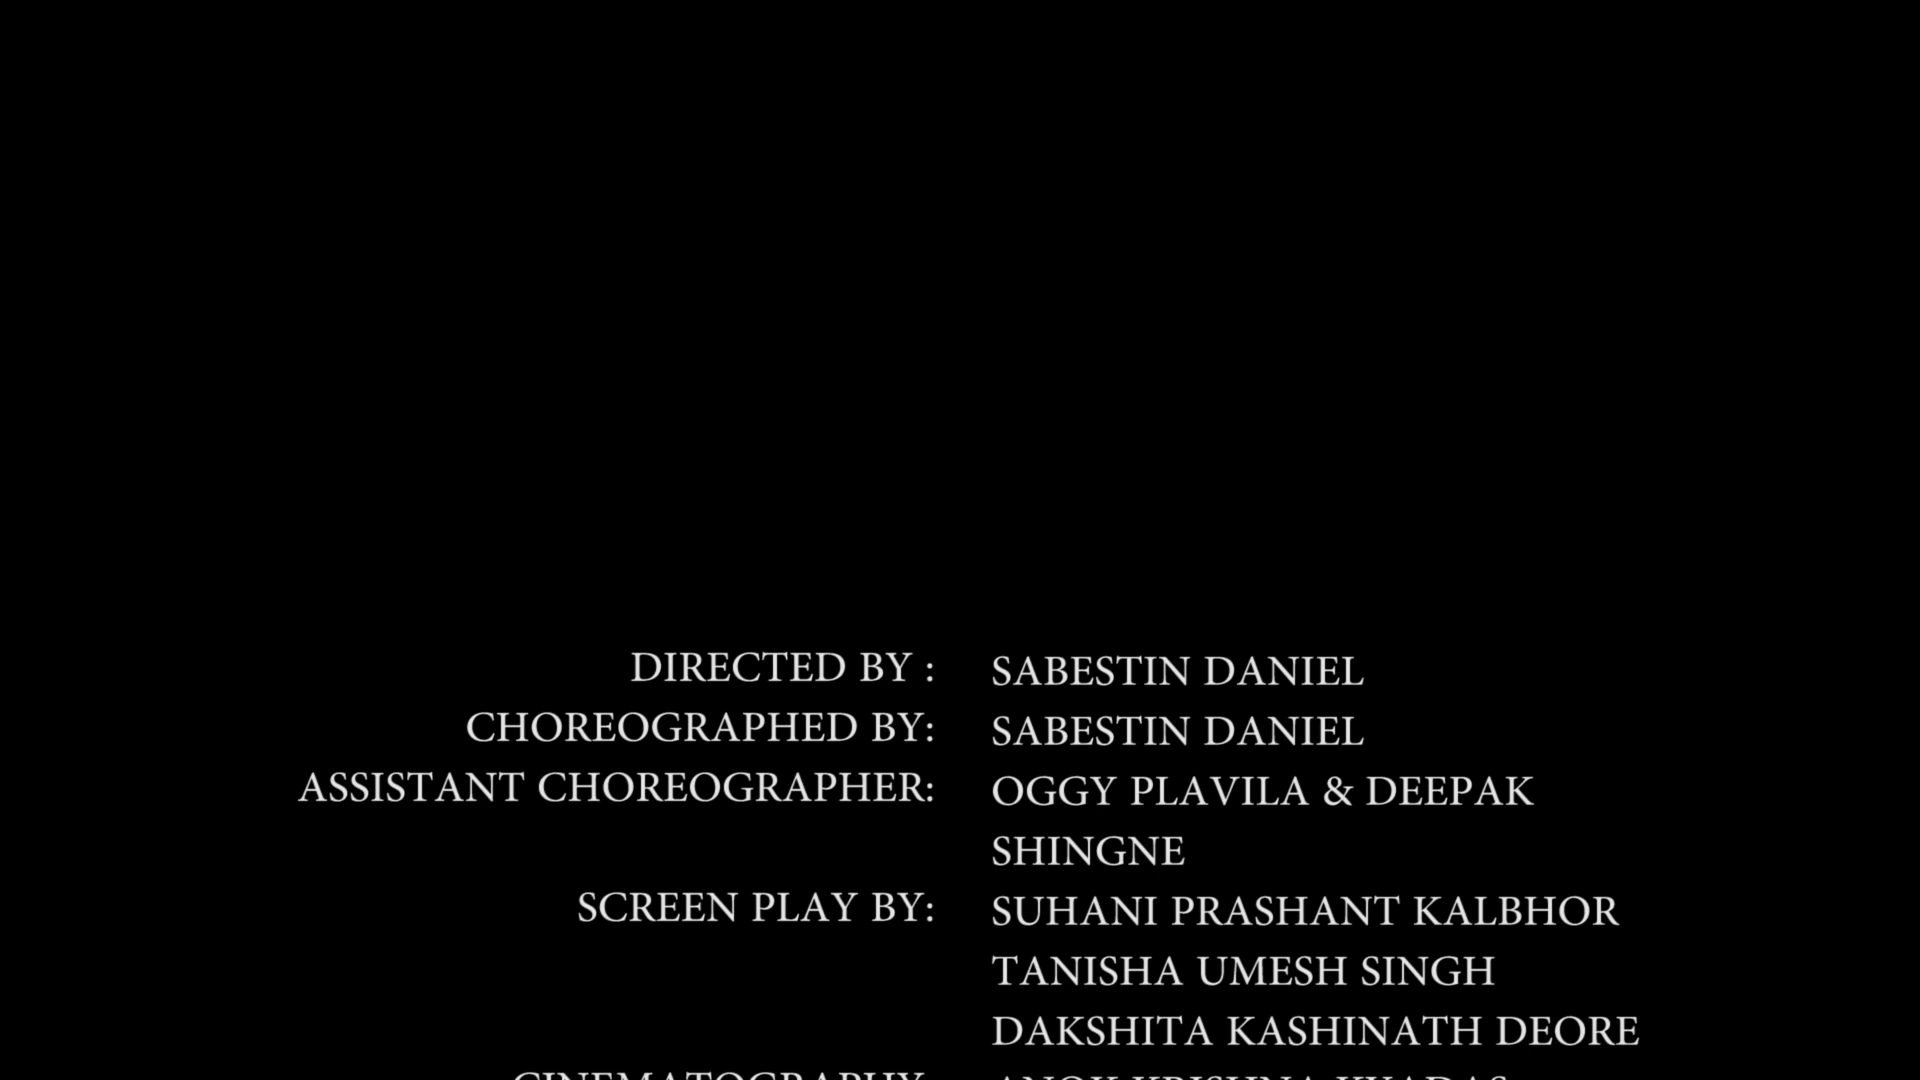 DIRECTED BY : SABESTIN DANIEL
CHOREOGRAPHED BY: SABESTIN DANIEL
ASSISTANT CHOREOGRAPHER: OGGY PLAVILA & DEEPAK
SHINGNE
SCREEN PLAY BY: SUHANI PRASHANT KALBHOR
TANISHA UMESH SINGH
DAKSHITA KASHINATH DEORE
CINEMATOGRAPHY